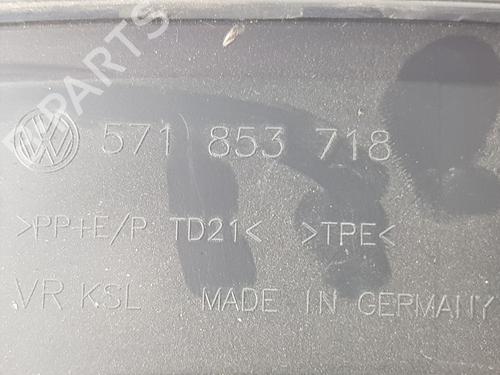 PARTS
571 853 718
>PP+E/P TD21< >TPE<
VR KSL MADE IN GERMANY